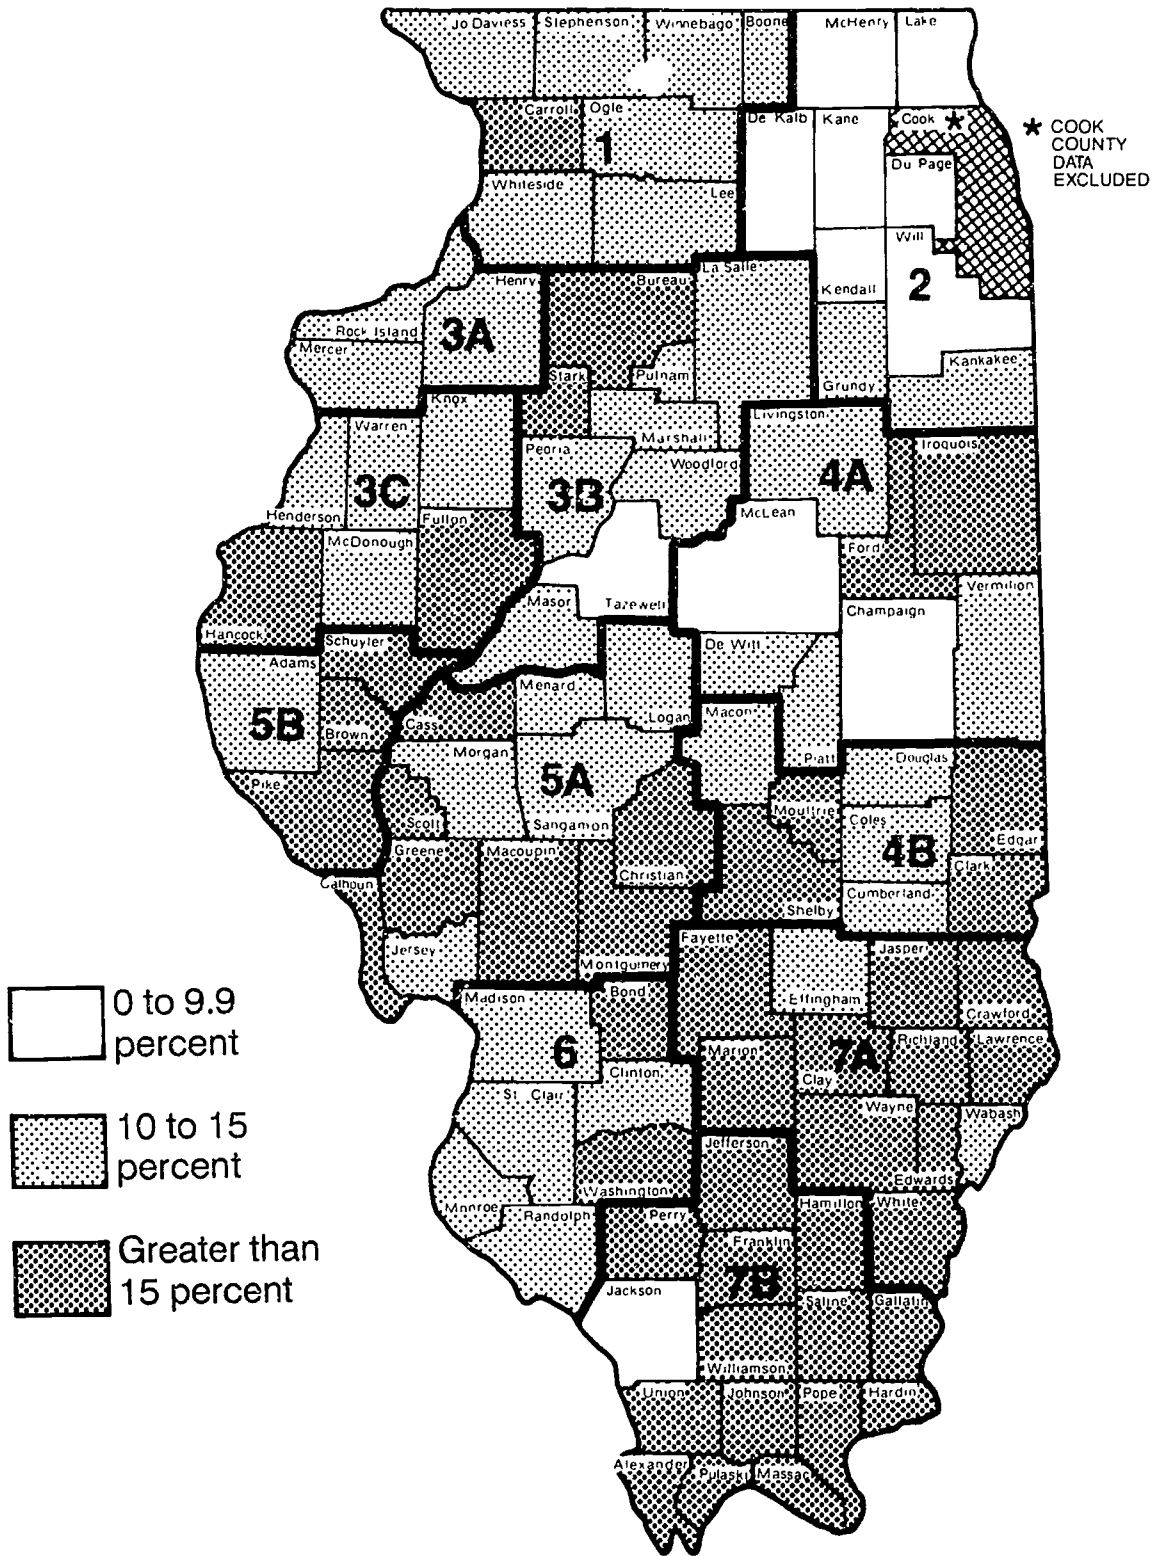 Jo Daviess
Stephenson
Winnebago
Boone
McHenry
Lake
Carroll
Ogle
1
De Kalb
Kane
Cook ★
★ COOK
COUNTY
DATA
EXCLUDED
Du Page
Whiteside
Lee
Will
2
Kendall
La Salle
Henry
Bureau
Rock Island
3A
Mercer
Stark
Putnam
Grundy
Kankakee
Knox
Livingston
Warren
Marshall
Iroquois
Peoria
Woodford
4A
3C
3B
Henderson
Fulton
McLean
McDonough
Ford
Vermilion
Mason
Tazewell
Champaign
Hancock
Schuyler
De Witt
Adams
Menard
5B
Cass
Logan
Macon
Brown
Morgan
Piatt
Douglas
Pike
5A
Scott
Sangamon
Moultrie
Coles
Edgar
Greene
Macoupin
4B
Clark
Christian
Calhoun
Cumberland
Shelby
Jersey
Fayette
Jasper
Montgomery
Madison
Bond
Effingham
Crawford
0 to 9.9
percent
6
Marion
7A
Richland
Lawrence
Clinton
Clay
St. Clair
Wayne
Wabash
10 to 15
percent
Jefferson
Washington
Edwards
Monroe
Randolph
Perry
Hamilton
White
Greater than
15 percent
Franklin
7B
Jackson
Saline
Gallatin
Williamson
Union
Johnson
Pope
Hardin
Alexander
Pulaski
Massac